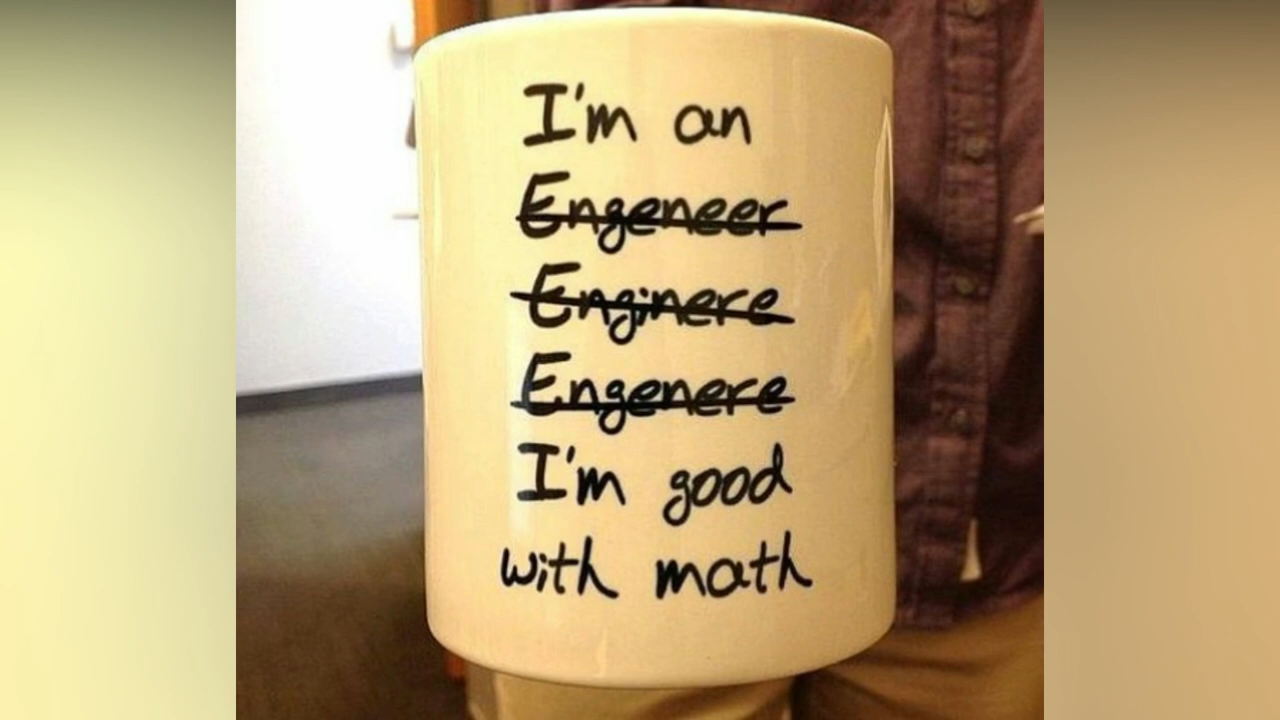 I'm an
Engeneer
Enginere
Engenere
I'm good
with math